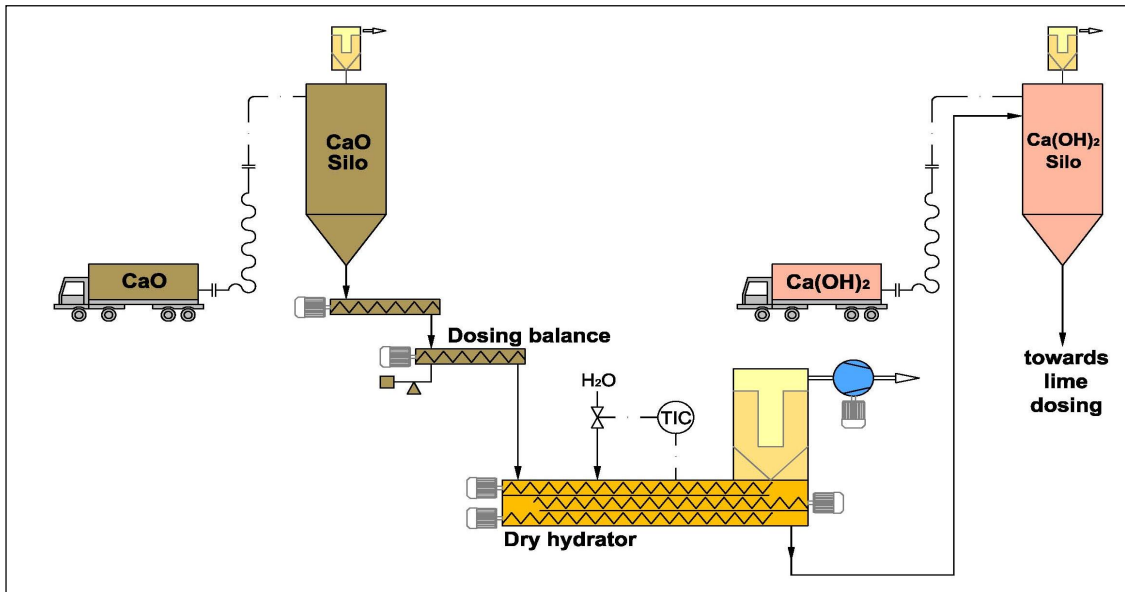 CaO
Silo
Ca(OH)₂
Silo
CaO
Ca(OH)₂
Dosing balance
towards
lime
dosing
H₂O
TIC
Dry hydrator